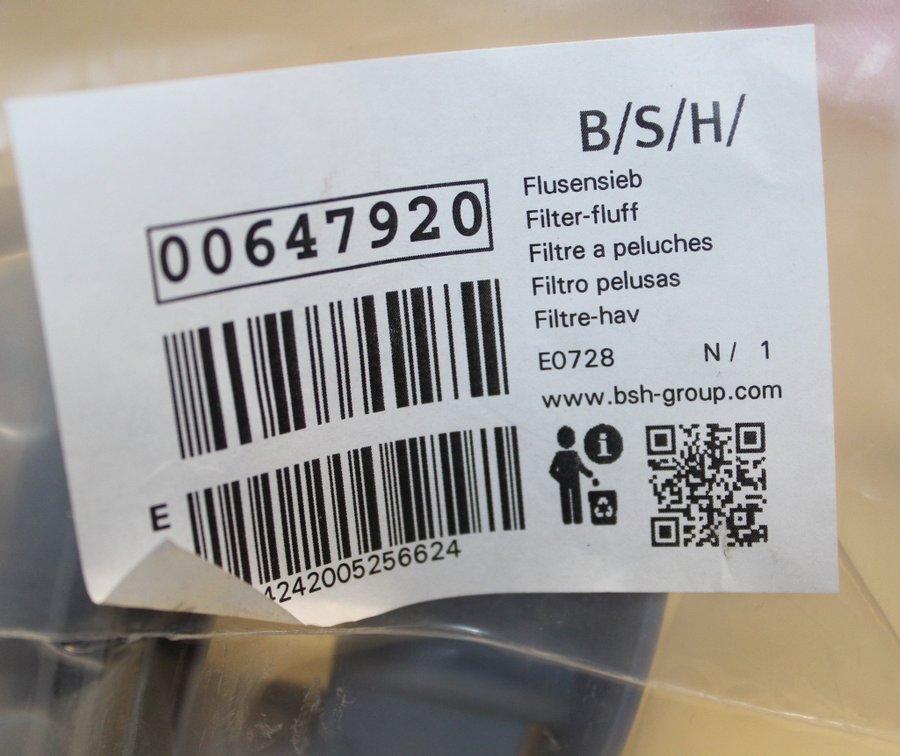 B/S/H/
00647920
Flusensieb
Filter-fluff
Filtre a peluches
Filtro pelusas
Filtre-hav
E0728 N/ 1
www.bsh-group.com
i
E
4242005256624